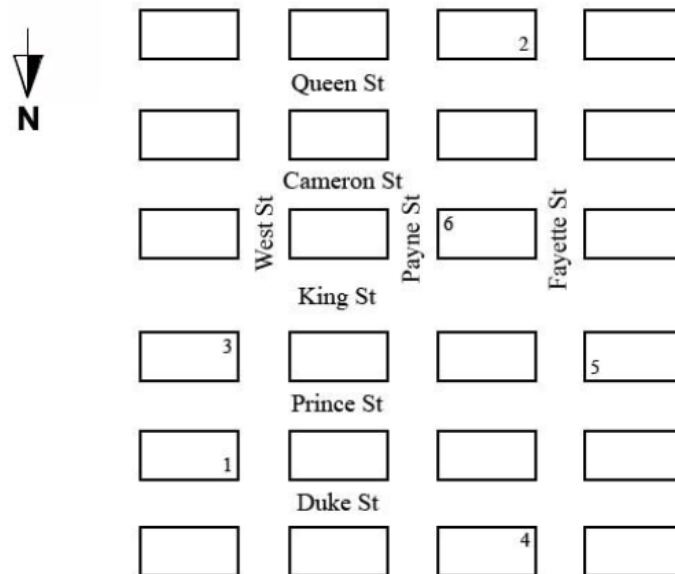 2
Queen St
N
Cameron St
West St
Payne St
6
Fayette St
King St
3
5
Prince St
1
Duke St
4